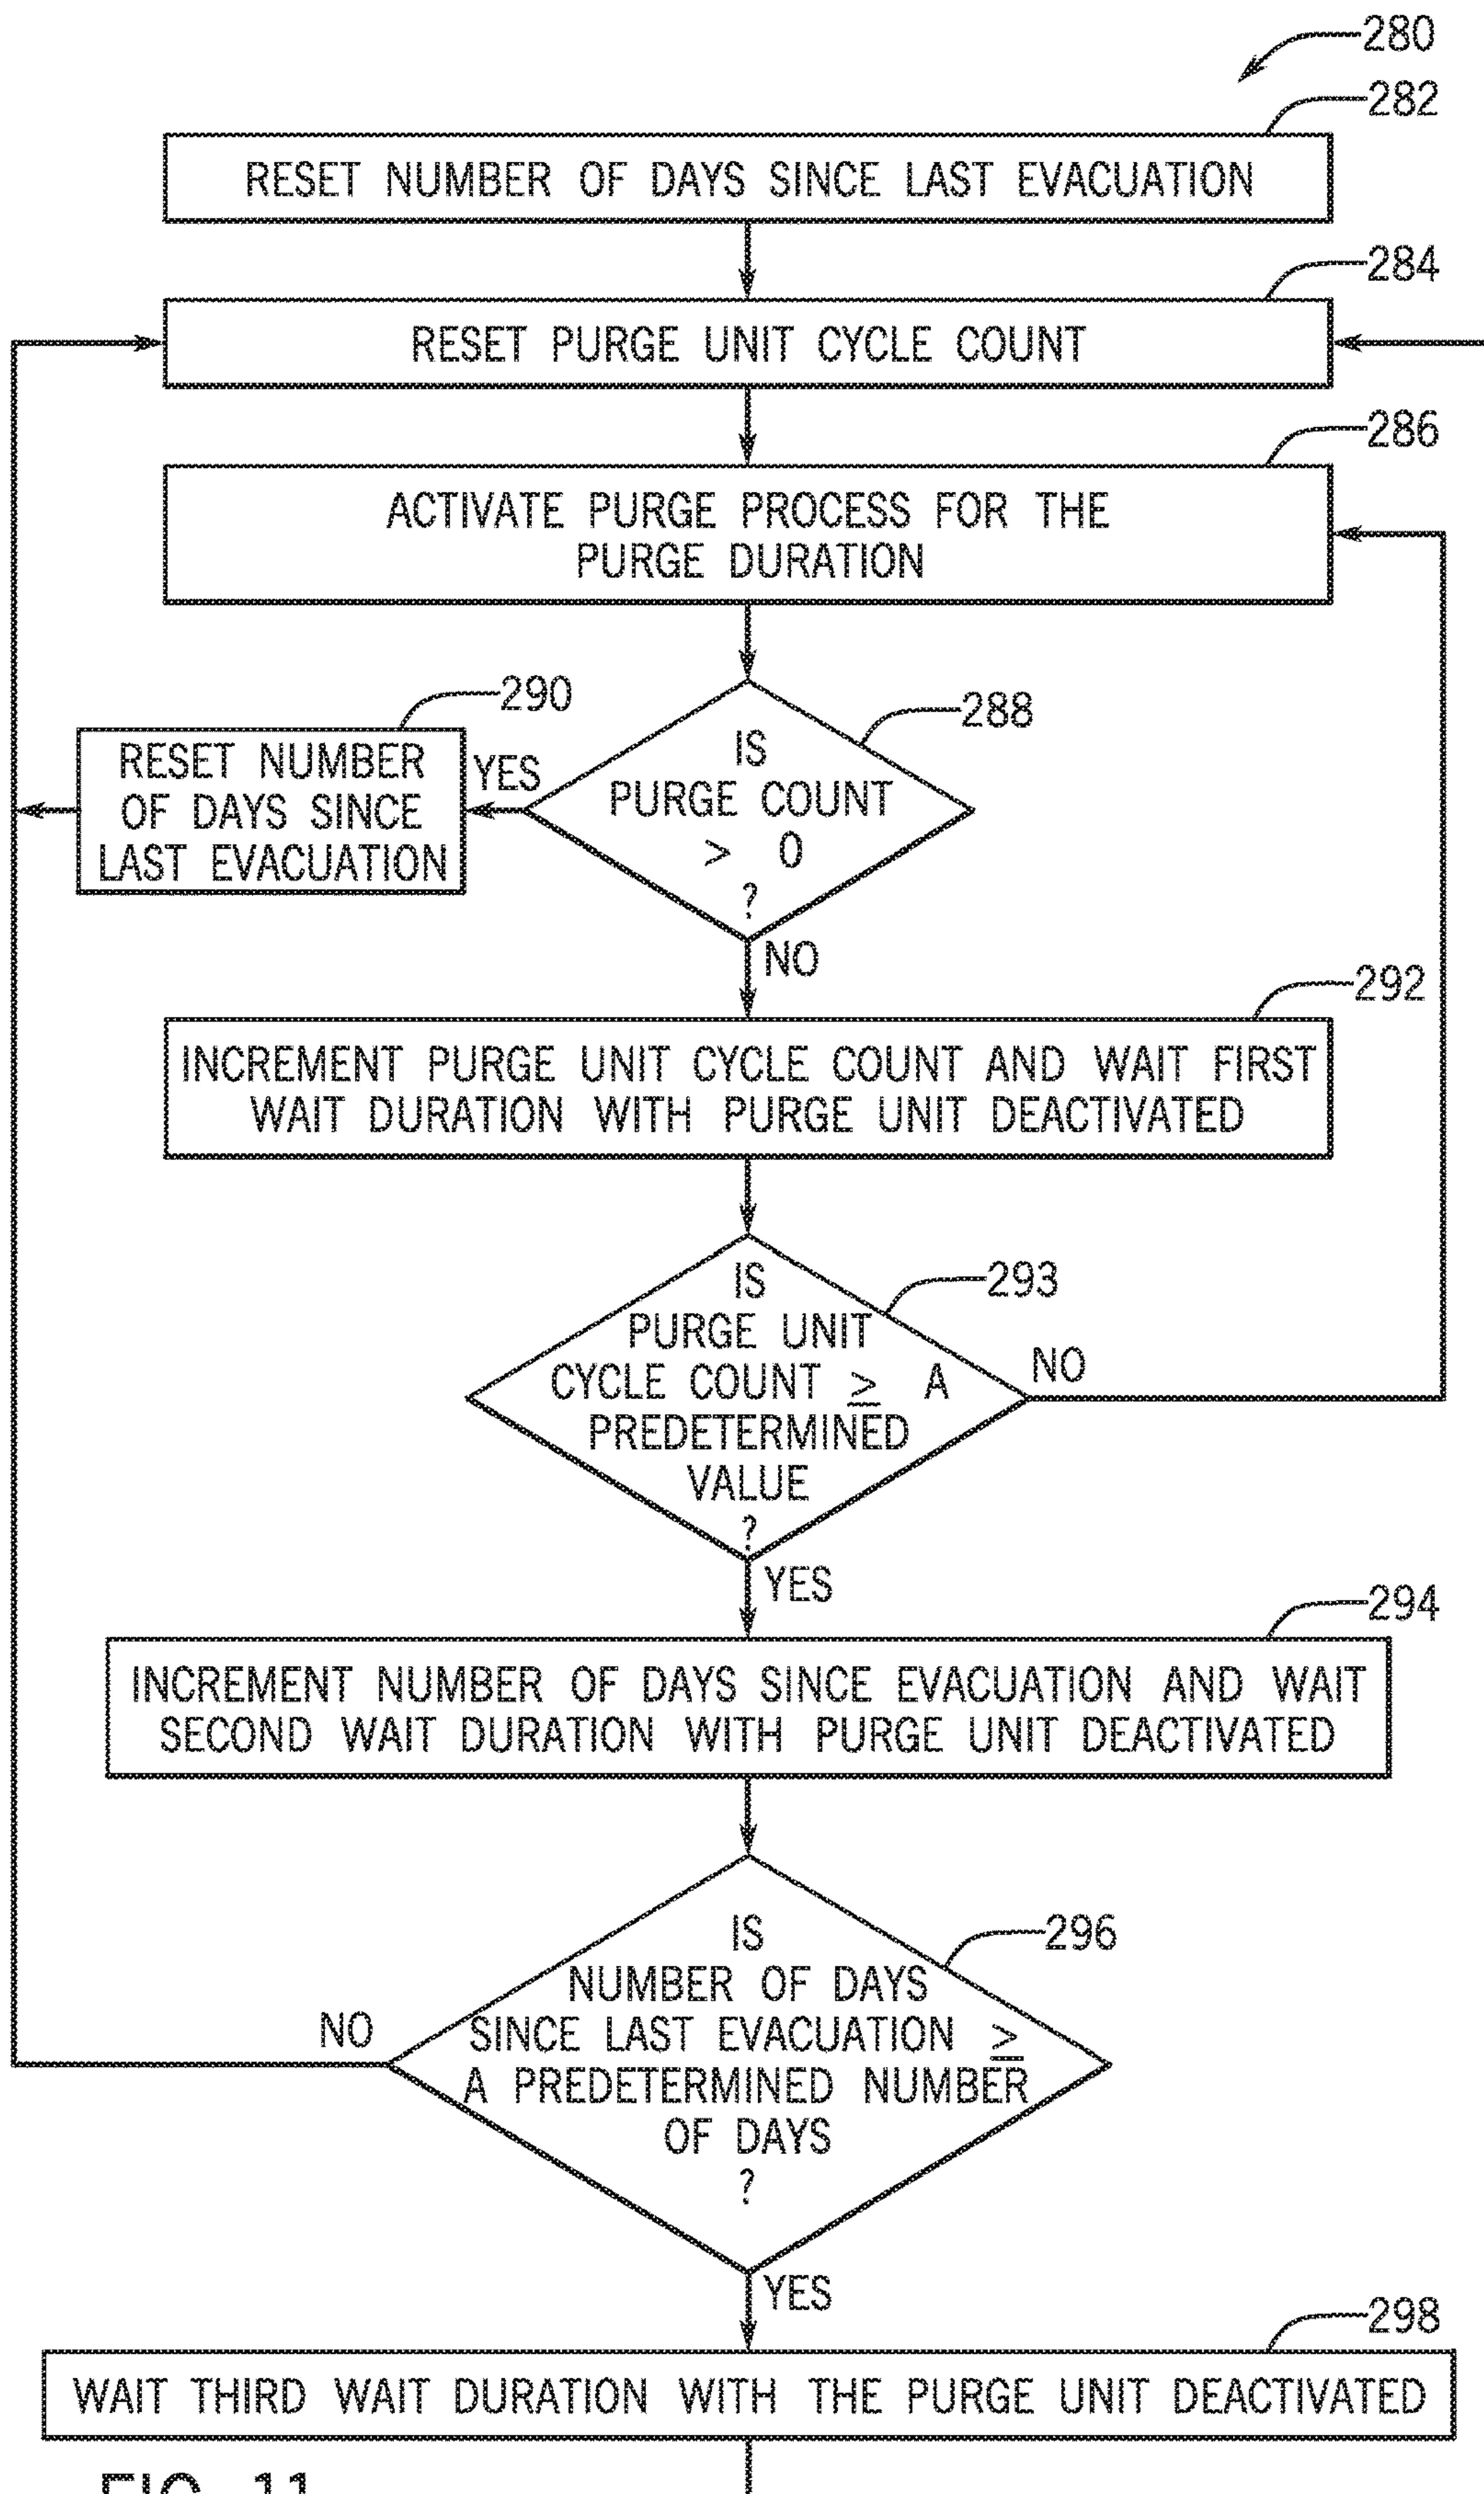 280
282
RESET NUMBER OF DAYS SINCE LAST EVACUATION
284
RESET PURGE UNIT CYCLE COUNT
286
ACTIVATE PURGE PROCESS FOR THE
PURGE DURATION
290
288
RESET NUMBER
OF DAYS SINCE
LAST EVACUATION
YES
IS
PURGE COUNT
> 0
?
NO
292
INCREMENT PURGE UNIT CYCLE COUNT AND WAIT FIRST
WAIT DURATION WITH PURGE UNIT DEACTIVATED
293
IS
PURGE UNIT
CYCLE COUNT ≥ A
PREDETERMINED
VALUE
?
NO
YES
294
INCREMENT NUMBER OF DAYS SINCE EVACUATION AND WAIT
SECOND WAIT DURATION WITH PURGE UNIT DEACTIVATED
296
IS
NUMBER OF DAYS
SINCE LAST EVACUATION ≥
A PREDETERMINED NUMBER
OF DAYS
?
NO
YES
298
WAIT THIRD WAIT DURATION WITH THE PURGE UNIT DEACTIVATED
FIG. 11